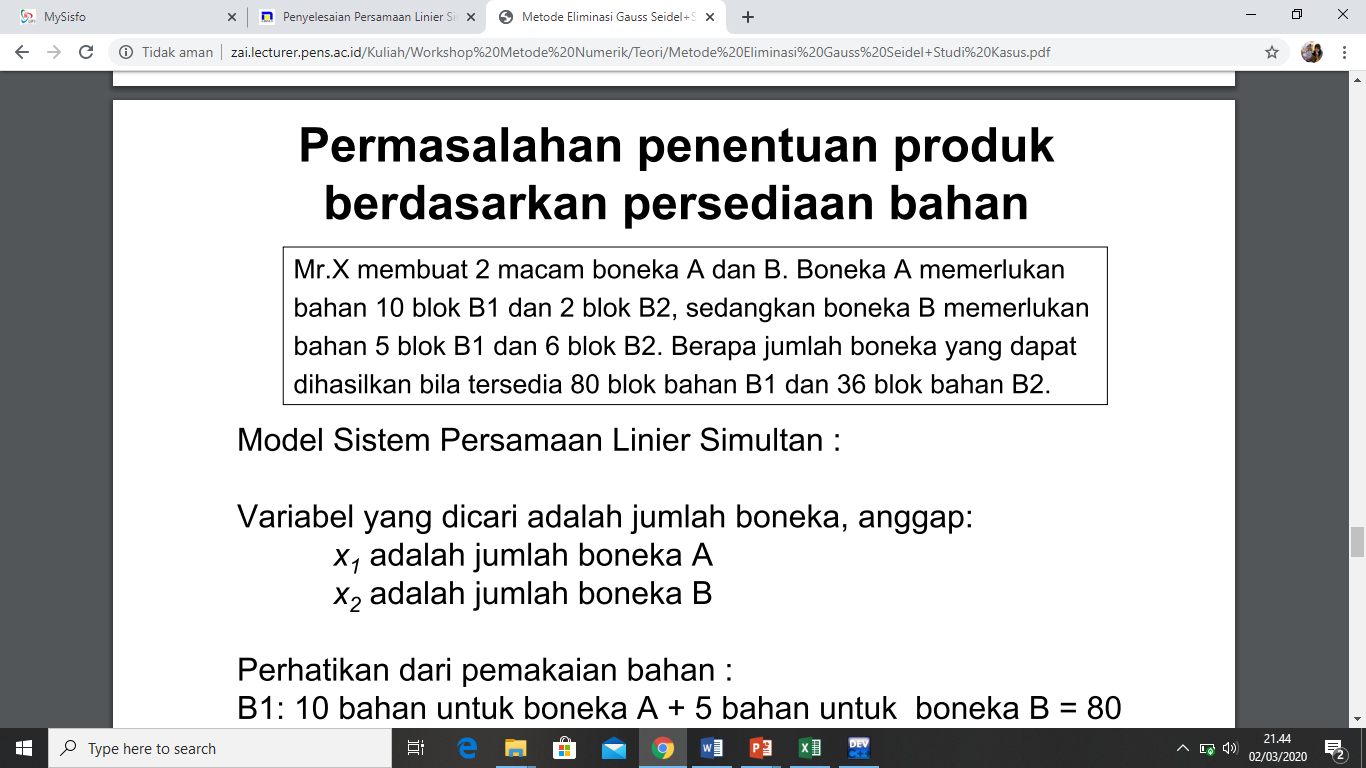 MySisfo
Penyelesaian Persamaan Linier Si
Metode Eliminasi Gauss Seidel+S
Tidak aman
zai.lecturer.pens.ac.id/Kuliah/Workshop%20Metode%20Numerik/Teori/Metode%20Eliminasi%20Gauss%20Seidel+Studi%20Kasus.pdf
Permasalahan penentuan produk
berdasarkan persediaan bahan
Mr.X membuat 2 macam boneka A dan B. Boneka A memerlukan
bahan 10 blok B1 dan 2 blok B2, sedangkan boneka B memerlukan
bahan 5 blok B1 dan 6 blok B2. Berapa jumlah boneka yang dapat
dihasilkan bila tersedia 80 blok bahan B1 dan 36 blok bahan B2.
Model Sistem Persamaan Linier Simultan :
Variabel yang dicari adalah jumlah boneka, anggap:
x1 adalah jumlah boneka A
x2 adalah jumlah boneka B
Perhatikan dari pemakaian bahan :
B1: 10 bahan untuk boneka A + 5 bahan untuk  boneka B = 80
Type here to search
DEV
21.44
02/03/2020
2